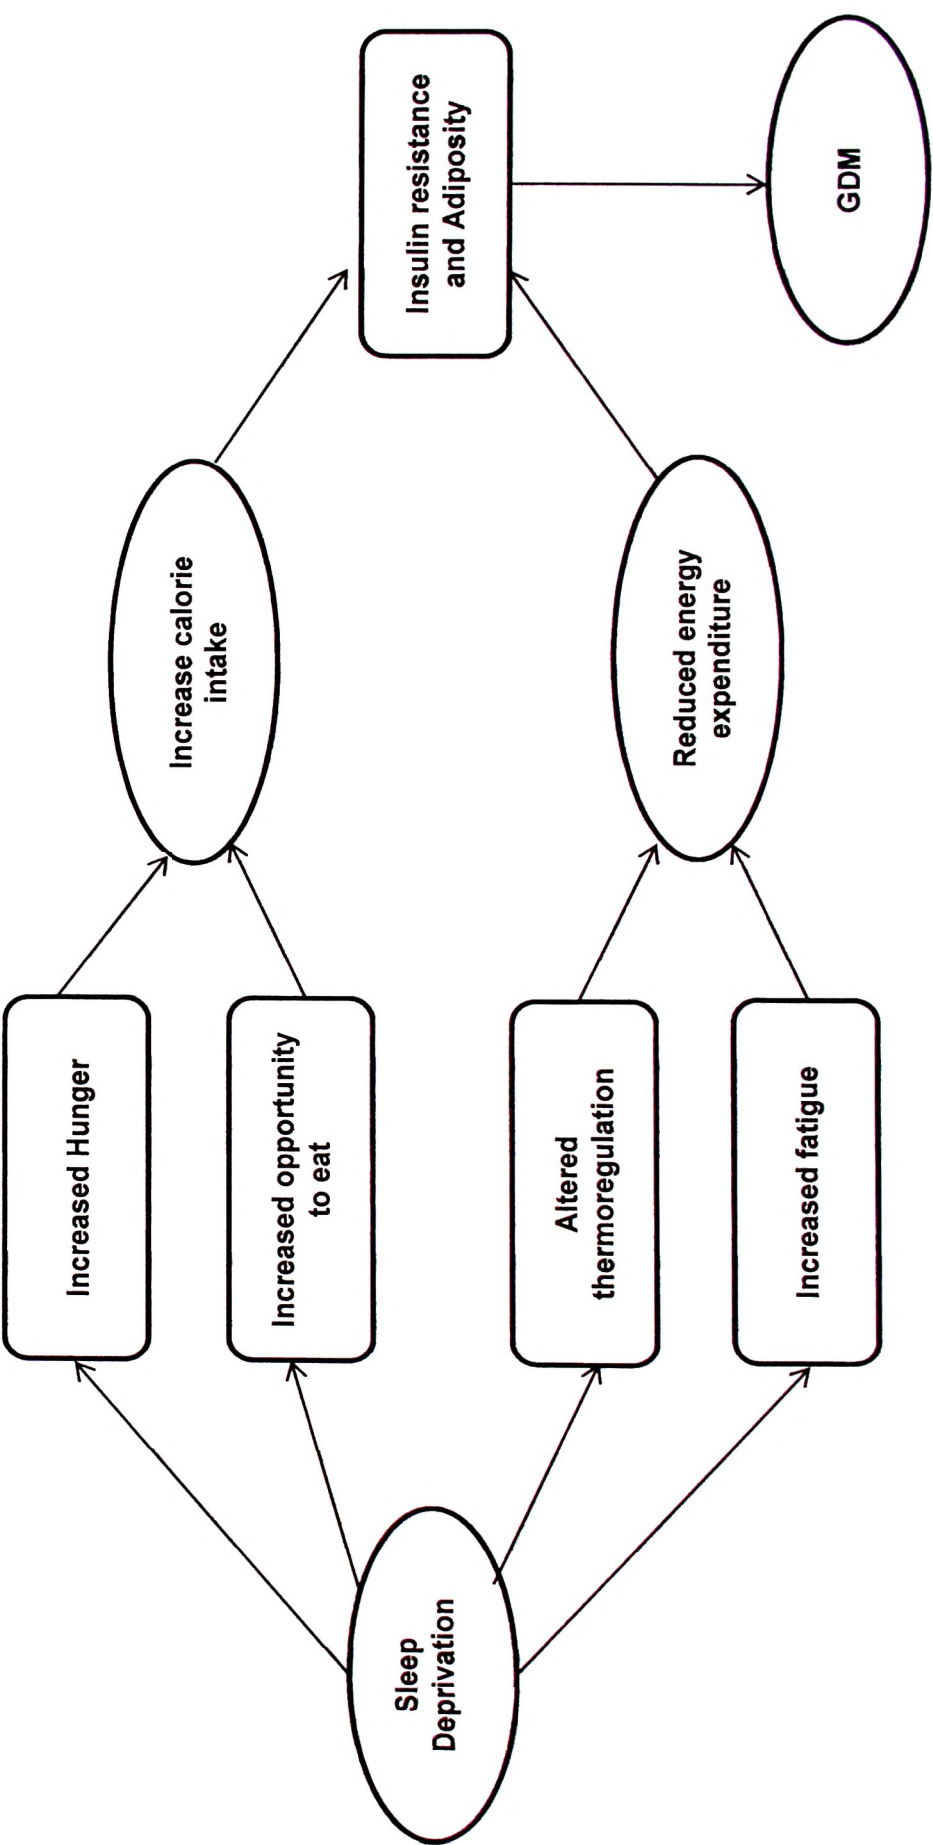 Sleep
Deprivation
Increased Hunger
Increased opportunity
to eat
Altered
thermoregulation
Increased fatigue
Increase calorie
intake
Reduced energy
expenditure
Insulin resistance
and Adiposity
GDM